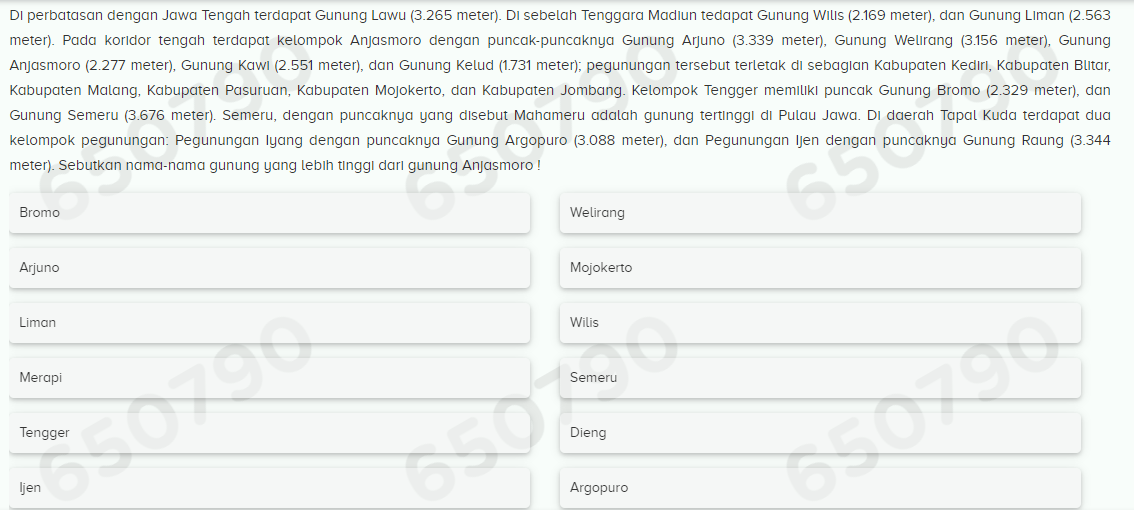 Di perbatasan dengan Jawa Tengah terdapat Gunung Lawu (3.265 meter). Di sebelah Tenggara Madiun tedapat Gunung Wilis (2.169 meter), dan Gunung Liman (2.563
meter). Pada koridor tengah terdapat kelompok Anjasmoro dengan puncak-puncaknya Gunung Arjuno (3.339 meter), Gunung Welirang (3.156 meter), Gunung
Anjasmoro (2.277 meter), Gunung Kawi (2.551 meter), dan Gunung Kelud (1.731 meter); pegunungan tersebut terletak di sebagian Kabupaten Kediri, Kabupaten Blitar,
Kabupaten Malang, Kabupaten Pasuruan, Kabupaten Mojokerto, dan Kabupaten Jombang. Kelompok Tengger memiliki puncak Gunung Bromo (2.329 meter), dan
Gunung Semeru (3.676 meter). Semeru, dengan puncaknya yang disebut Mahameru adalah gunung tertinggi di Pulau Jawa. Di daerah Tapal Kuda terdapat dua
kelompok pegunungan: Pegunungan Iyang dengan puncaknya Gunung Argopuro (3.088 meter), dan Pegunungan Ijen dengan puncaknya Gunung Raung (3.344
meter). Sebutkan nama-nama gunung yang lebih tinggi dari gunung Anjasmoro !
Bromo
Welirang
Arjuno
Mojokerto
Liman
Wilis
Merapi
Semeru
Tengger
Dieng
Ijen
Argopuro
650790
650790
650790
650790
650790
650790